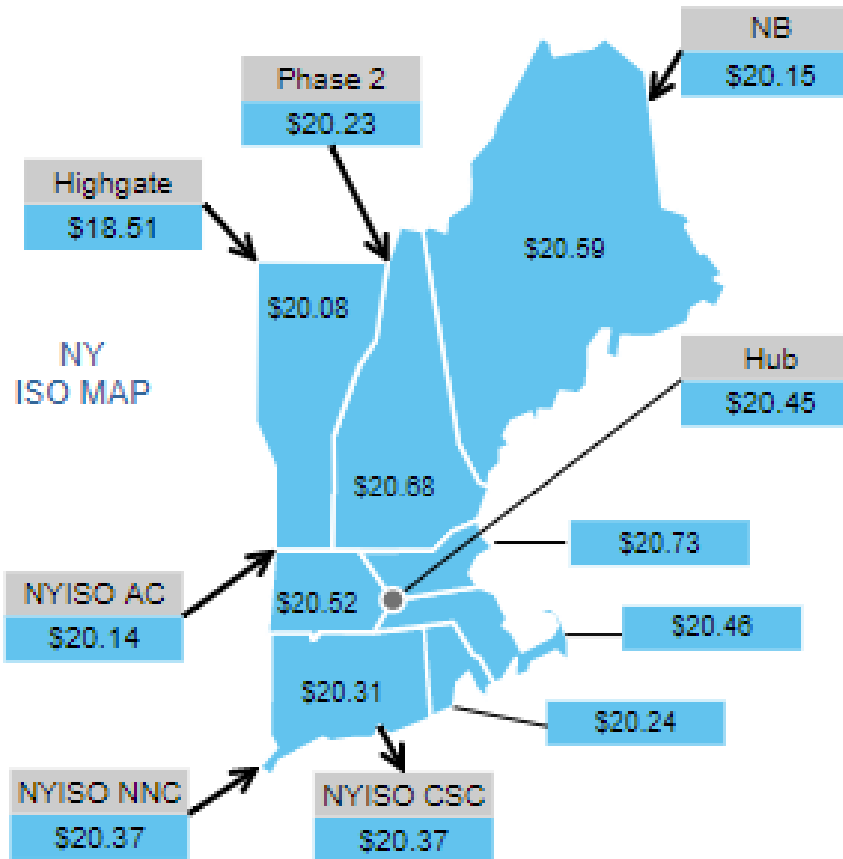 NB
$20.15
Phase 2
$20.23
Highgate
$18.51
$20.59
$20.08
NY
ISO MAP
Hub
$20.45
$20.68
$20.73
NYISO AC
$20.14
$20.52
$20.46
$20.31
$20.24
NYISO NNC
$20.37
NYISO CSC
$20.37